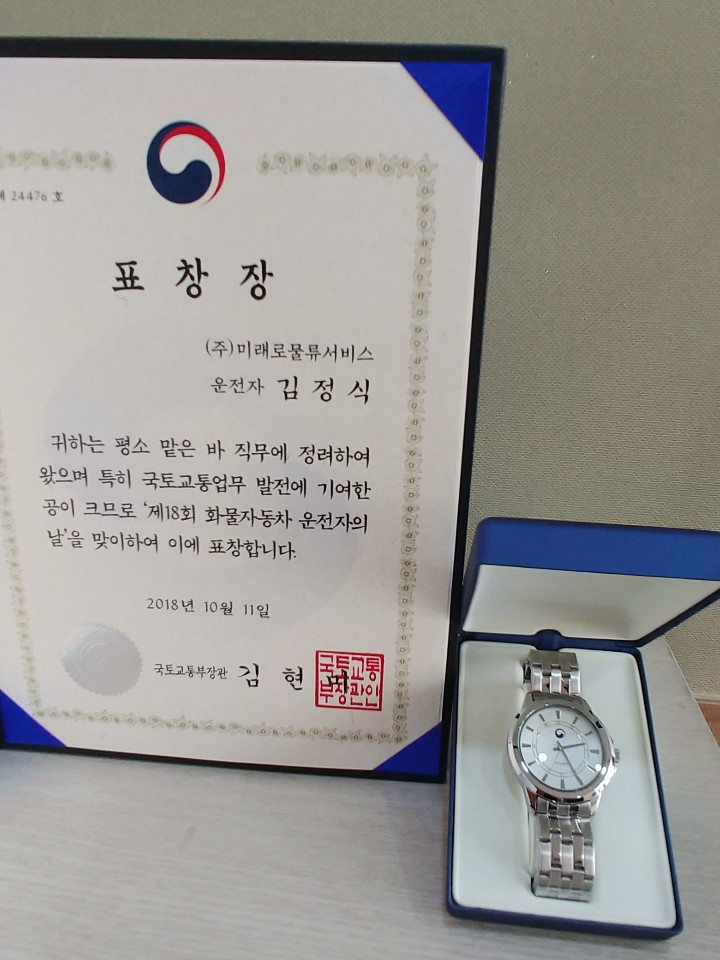 제 24476 호
표 창 장
(주)미래로물류서비스
운전자 김 정 식
귀하는 평소 맡은 바 직무에 정려하여
왔으며 특히 국토교통업무 발전에 기여한
공이 크므로 '제18회 화물자동차 운전자의
날'을 맞이하여 이에 표창합니다.
2018년 10월 11일
국토교통부장관 김 현 미
국토교통
부장관인